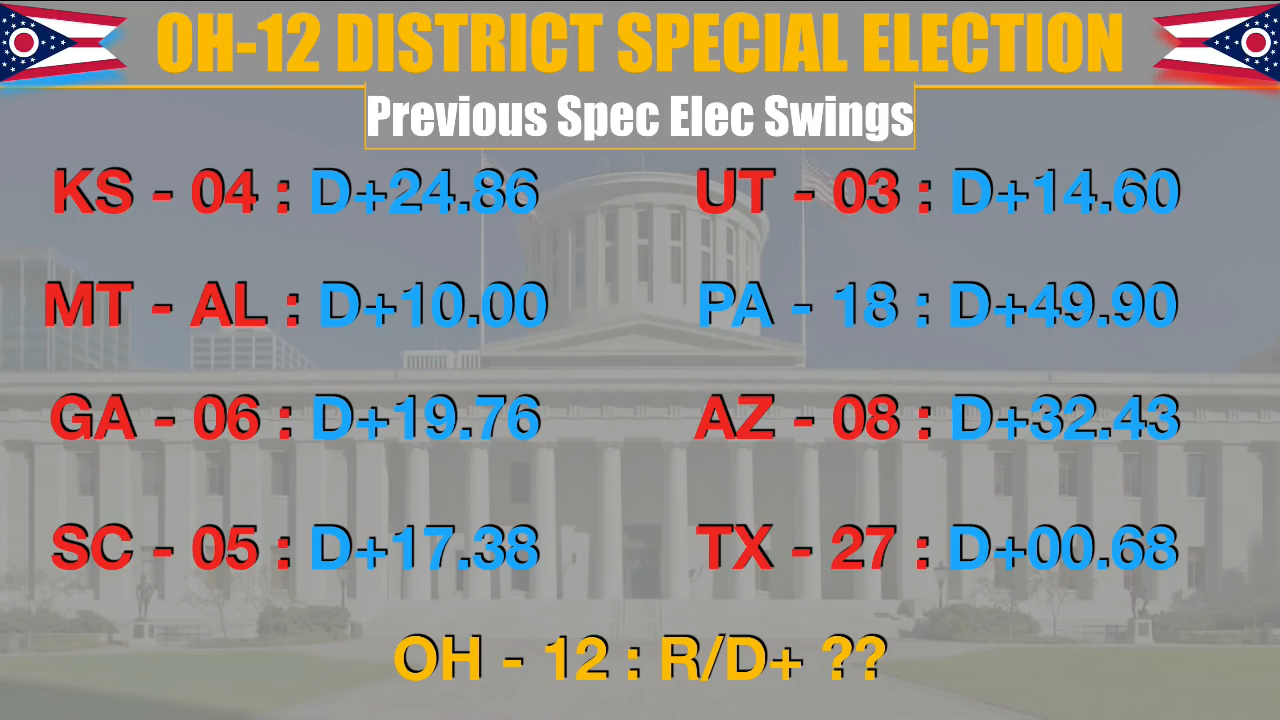 OH-12 DISTRICT SPECIAL ELECTION
Previous Spec Elec Swings
KS - 04 : D+24.86
UT - 03 : D+14.60
MT - AL : D+10.00
PA - 18 : D+49.90
GA - 06 : D+19.76
AZ - 08 : D+32.43
SC - 05 : D+17.38
TX - 27 : D+00.68
OH - 12 : R/D+ ??